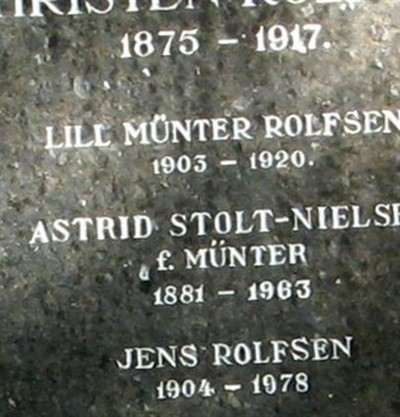 1875 – 1917.
LILL MÜNTER ROLFSEN
1903 – 1920.
ASTRID STOLT-NIELSE
f. MÜNTER
1881 – 1963
JENS ROLFSEN
1904 – 1978